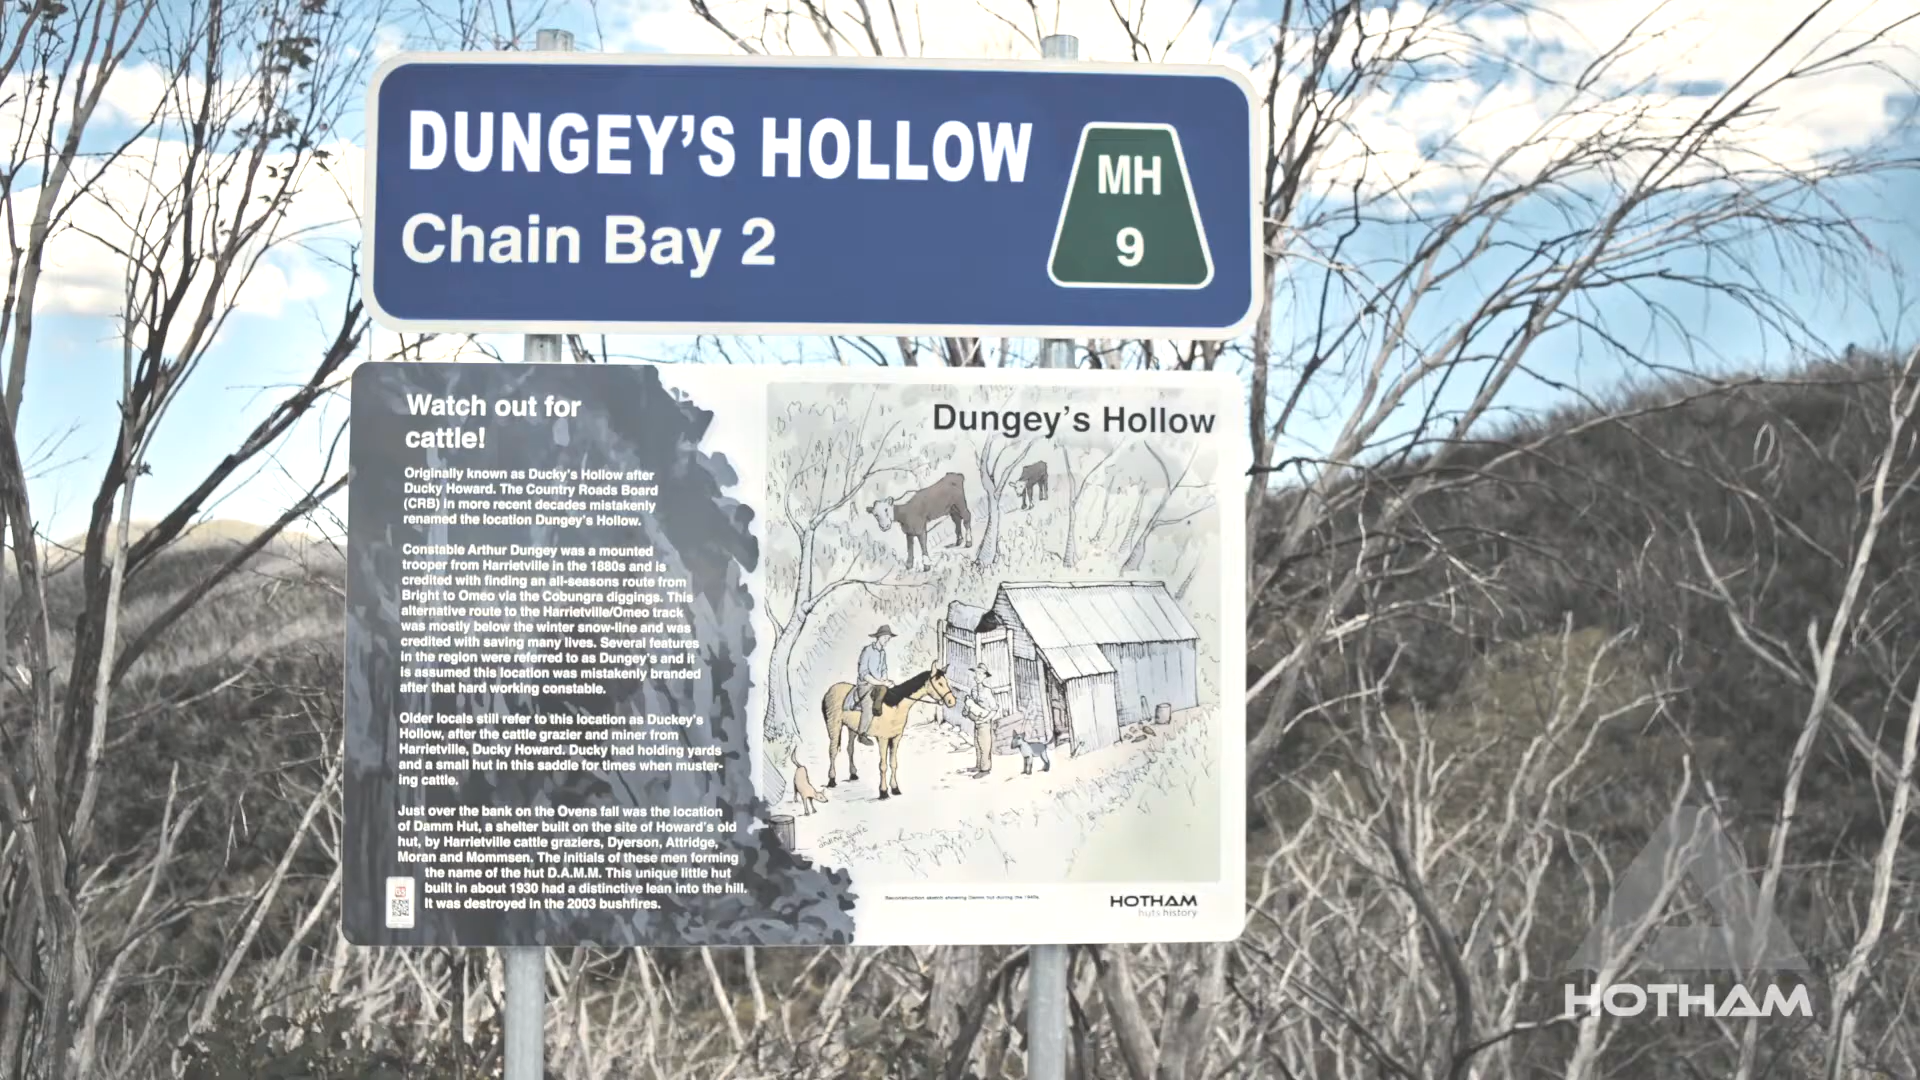 DUNGEY'S HOLLOW
Chain Bay 2
MH
9
Watch out for
cattle!
Originally known as Ducky's Hollow after
Ducky Howard. The Country Roads Board
(CRB) in more recent decades mistakenly
renamed the location Dungey's Hollow.
Constable Arthur Dungey was a mounted
trooper from Harrietville in the 1880s and is
credited with finding an all-seasons route from
Bright to Omeo via the Cobungra diggings. This
alternative route to the Harrietville/Omeo track
was mostly below the winter snow-line and was
credited with saving many lives. Several features
in the region were referred to as Dungey's and it
is assumed this location was mistakenly branded
after that hard working constable.
Older locals still refer to this location as Duckey's
Hollow, after the cattle grazier and miner from
Harrietville, Ducky Howard. Ducky had holding yards
and a small hut in this saddle for times when muster-
ing cattle.
Just over the bank on the Ovens fall was the location
of Damm Hut, a shelter built on the site of Howard's old
hut, by Harrietville cattle graziers, Dyerson, Attridge,
Moran and Mommsen. The initials of these men forming
the name of the hut D.A.M.M. This unique little hut
built in about 1930 had a distinctive lean into the hill.
It was destroyed in the 2003 bushfires.
Dungey's Hollow
Reconstruction sketch showing Damm hut during the 1940s
HOTHAM
huts history
HOTHAM